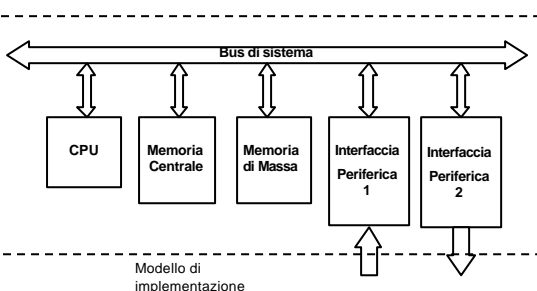 Bus di sistema
CPU
Memoria
Centrale
Memoria
di Massa
Interfaccia
Periferica
1
Interfaccia
Periferica
2
Modello di
implementazione